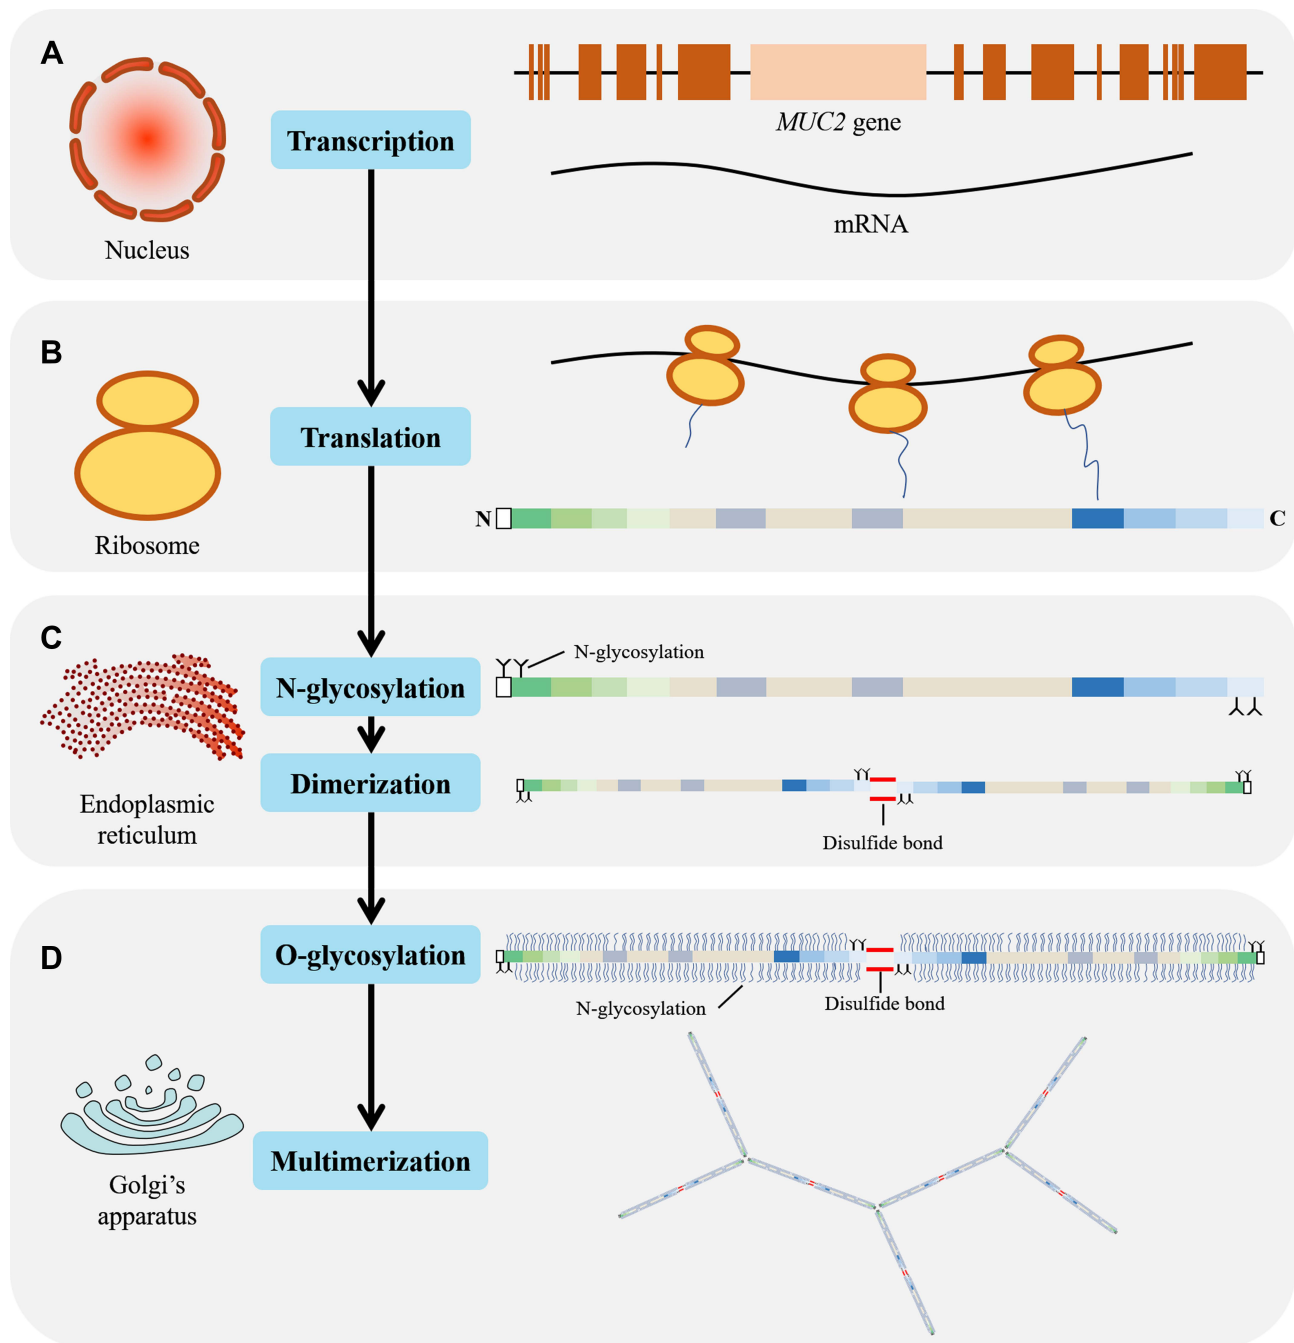 A
Nucleus
Transcription
MUC2 gene
mRNA
B
Ribosome
Translation
N
C
C
Endoplasmic
reticulum
N-glycosylation
N-glycosylation
Dimerization
Disulfide bond
D
O-glycosylation
N-glycosylation
Disulfide bond
Golgi’s
apparatus
Multimerization